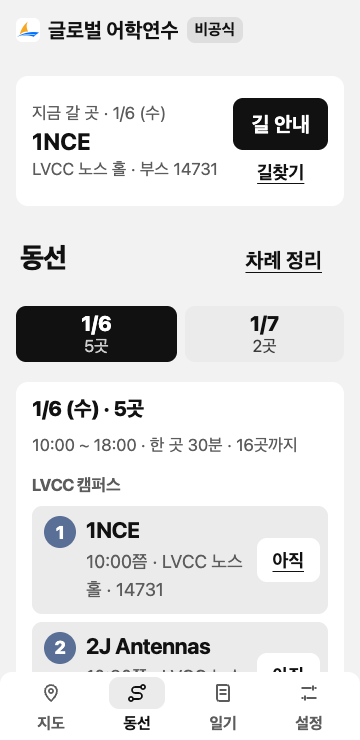 글로벌 어학연수 비공식
지금 갈 곳 · 1/6 (수)
1NCE
LVCC 노스 홀 · 부스 14731
길 안내
길찾기
동선
차례 정리
1/6
5곳
1/7
2곳
1/6 (수) · 5곳
10:00 ~ 18:00 · 한 곳 30분 · 16곳까지
LVCC 캠퍼스
1
1NCE
10:00쯤 · LVCC 노스
홀 · 14731
아직
2
2J Antennas
지도
동선
일기
설정